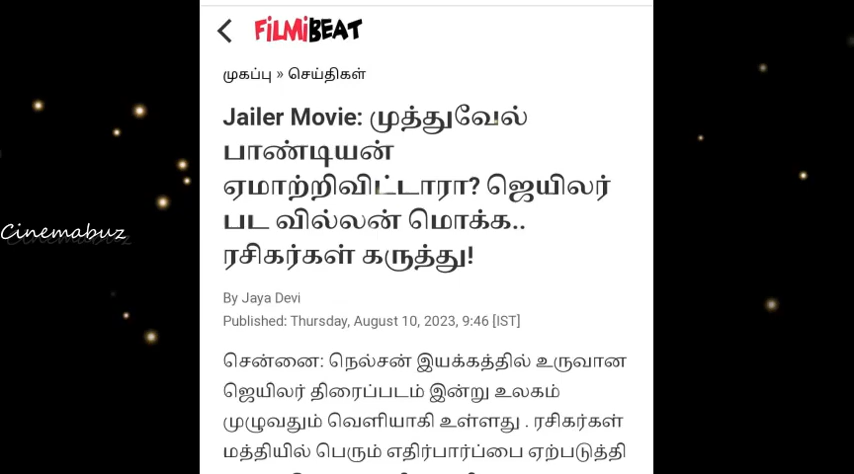 FiLMiBEAT
முகப்பு » செய்திகள்
Jailer Movie: முத்துவேல்
பாண்டியன்
ஏமாற்றிவிட்டாரா? ஜெயிலர்
பட வில்லன் மொக்க..
ரசிகர்கள் கருத்து!
Cinemabuz
By Jaya Devi
Published: Thursday, August 10, 2023, 9:46 [IST]
சென்னை: நெல்சன் இயக்கத்தில் உருவான
ஜெயிலர் திரைப்படம் இன்று உலகம்
முழுவதும் வெளியாகி உள்ளது . ரசிகர்கள்
மத்தியில் பெரும் எதிர்பார்ப்பை ஏற்படுத்தி